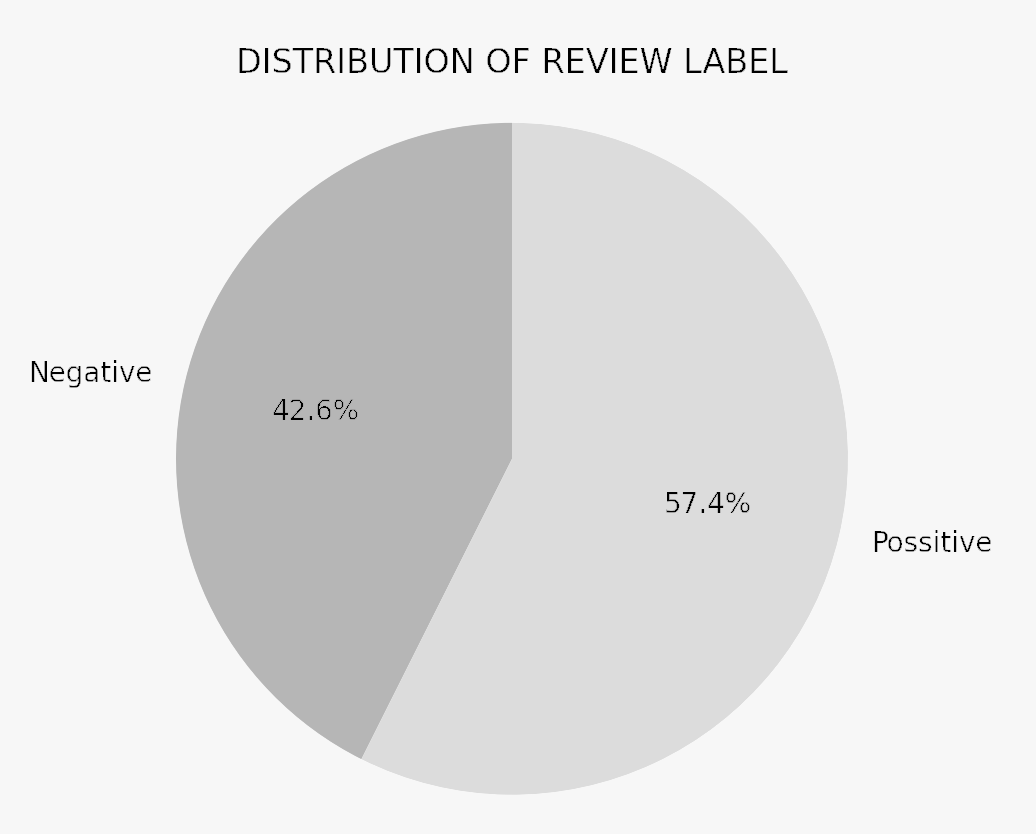 DISTRIBUTION OF REVIEW LABEL
Negative
42.6%
57.4%
Possitive